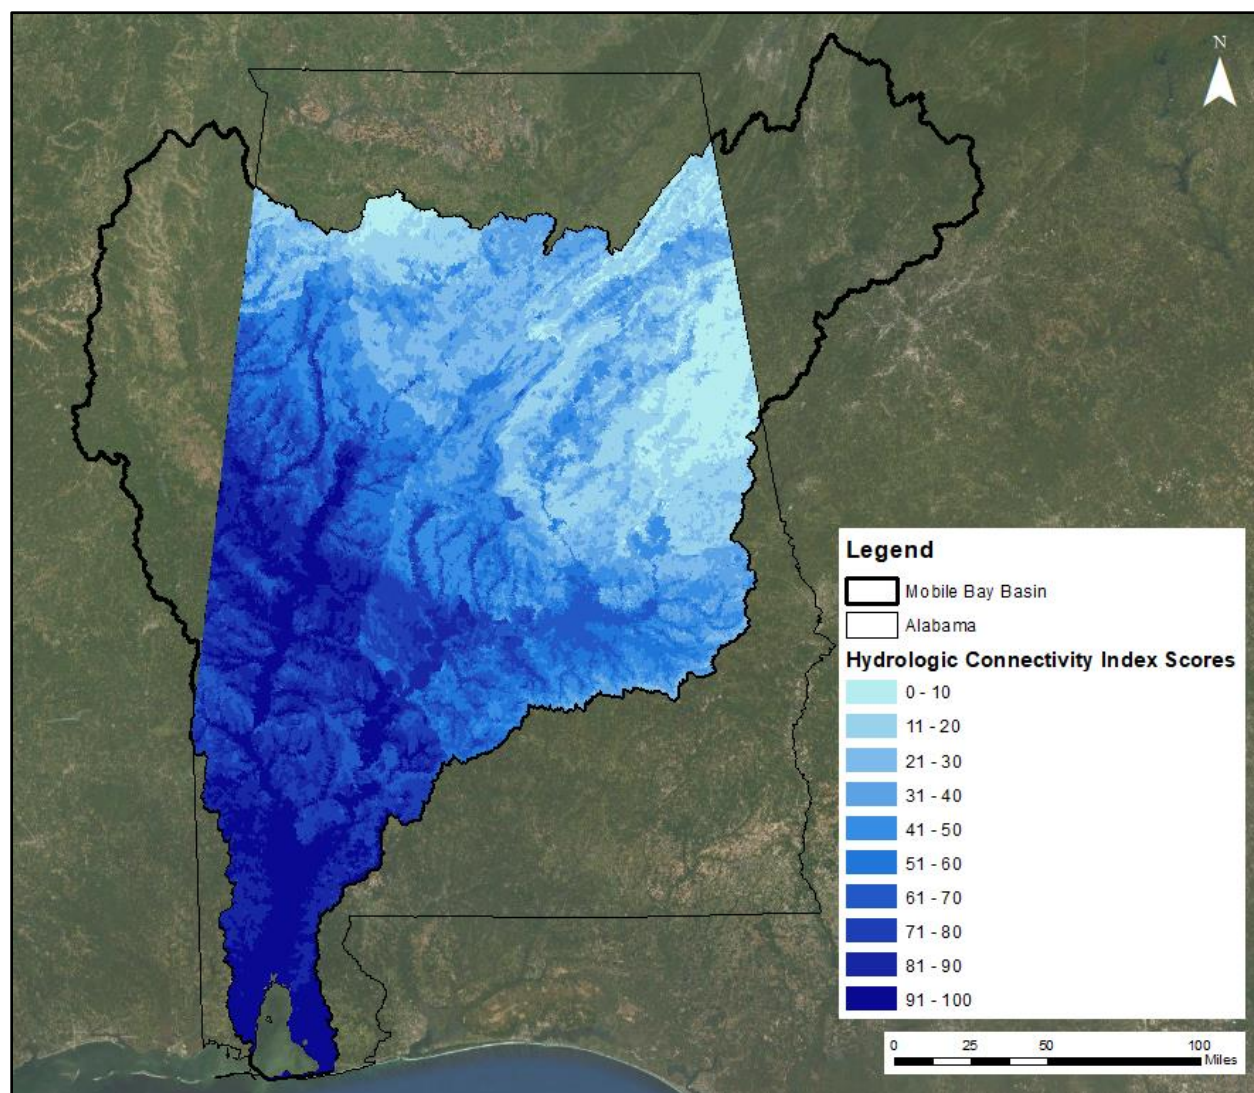 N
Legend
Mobile Bay Basin
Alabama
Hydrologic Connectivity Index Scores
0 - 10
11 - 20
21 - 30
31 - 40
41 - 50
51 - 60
61 - 70
71 - 80
81 - 90
91 - 100
0 25 50 100
Miles